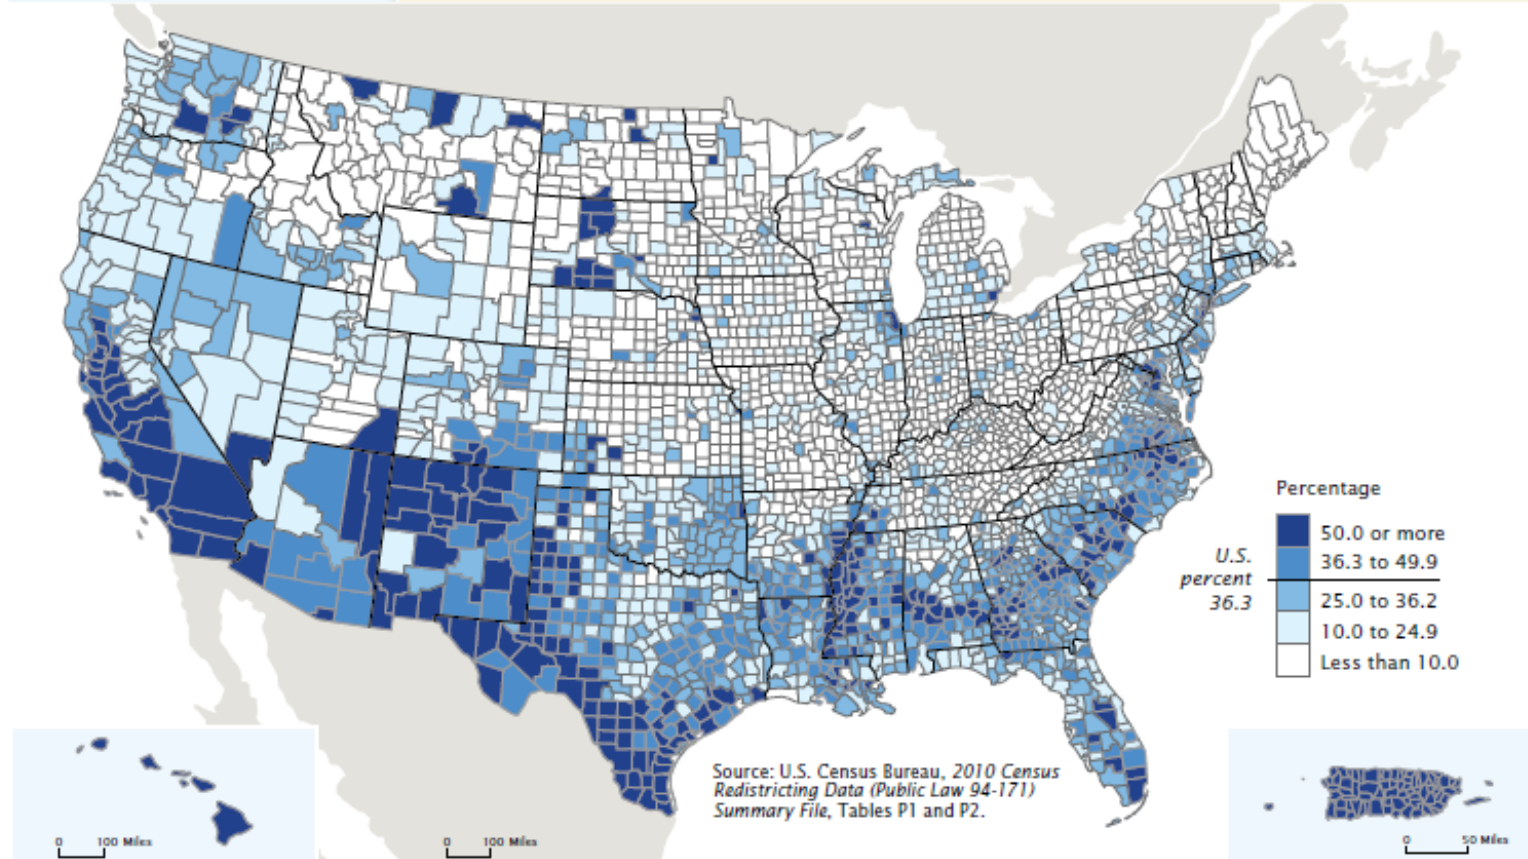 Percentage
50.0 or more
36.3 to 49.9
U.S.
percent
36.3
25.0 to 36.2
10.0 to 24.9
Less than 10.0
Source: U.S. Census Bureau, 2010 Census
Redistricting Data (Public Law 94-171)
Summary File, Tables P1 and P2.
0 100 Miles
0 100 Miles
0 50 Miles